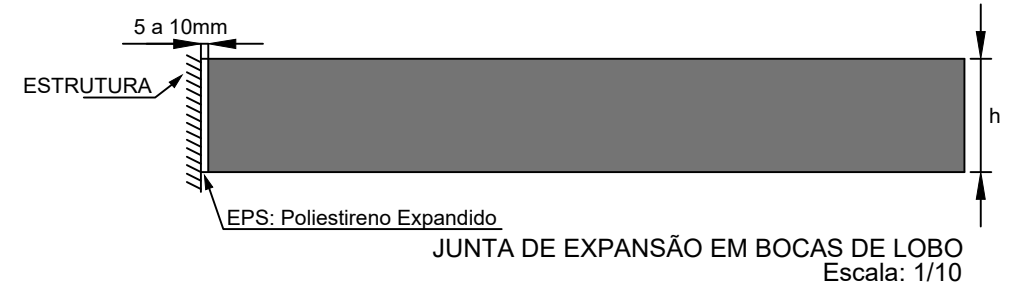 5 a 10mm
ESTRUTURA
h
EPS: Poliestireno Expandido
JUNTA DE EXPANSÃO EM BOCAS DE LOBO
Escala: 1/10